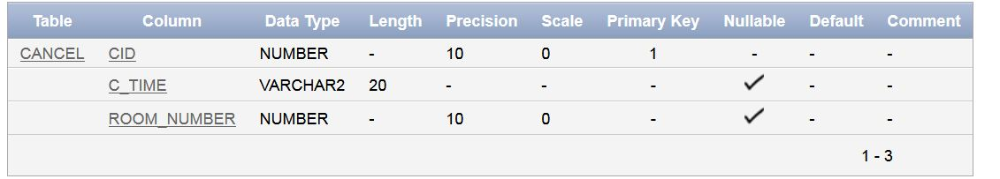 Table Column Data Type Length Precision Scale Primary Key Nullable Default Comment
CANCEL CID NUMBER - 10 0 1 - - -
C_TIME VARCHAR2 20 - - - ✓ - -
ROOM_NUMBER NUMBER - 10 0 - ✓ - -
1 - 3